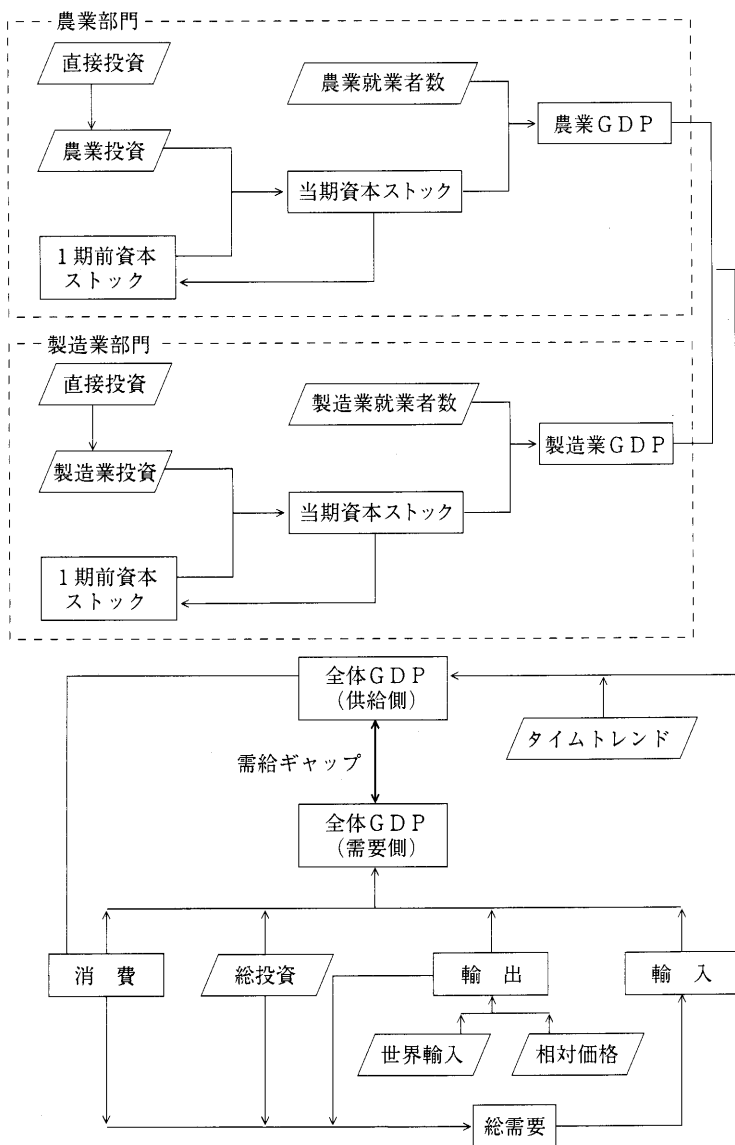 農業部門
直接投資
農業就業者数
農業GDP
農業投資
当期資本ストック
1期前資本
ストック
製造業部門
直接投資
製造業就業者数
製造業GDP
製造業投資
当期資本ストック
1期前資本
ストック
全体GDP
(供給側)
タイムトレンド
需給ギャップ
全体GDP
(需要側)
消 費
総投資
輸 出
輸 入
世界輸入
相対価格
総需要